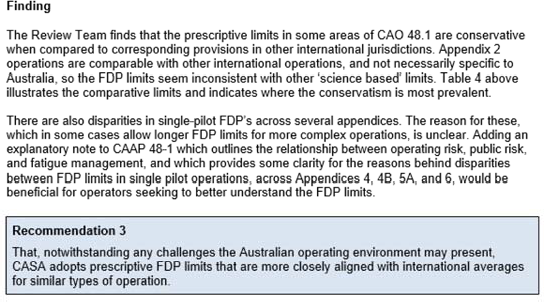 Finding
The Review Team finds that the prescriptive limits in some areas of CAO 48.1 are conservative
when compared to corresponding provisions in other international jurisdictions. Appendix 2
operations are comparable with other international operations, and not necessarily specific to
Australia, so the FDP limits seem inconsistent with other ‘science based’ limits. Table 4 above
illustrates the comparative limits and indicates where the conservatism is most prevalent.
There are also disparities in single-pilot FDP’s across several appendices. The reason for these,
which in some cases allow longer FDP limits for more complex operations, is unclear. Adding an
explanatory note to CAAP 48-1 which outlines the relationship between operating risk, public risk,
and fatigue management, and which provides some clarity for the reasons behind disparities
between FDP limits in single pilot operations, across Appendices 4, 4B, 5A, and 6, would be
beneficial for operators seeking to better understand the FDP limits.
Recommendation 3
That, notwithstanding any challenges the Australian operating environment may present,
CASA adopts prescriptive FDP limits that are more closely aligned with international averages
for similar types of operation.